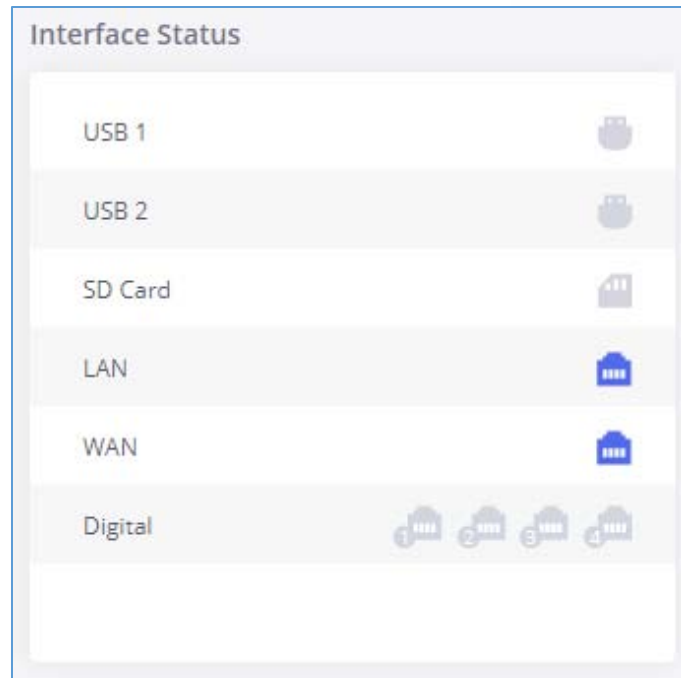 Interface Status
USB 1
USB 2
SD Card
LAN
WAN
Digital 1 2 3 4